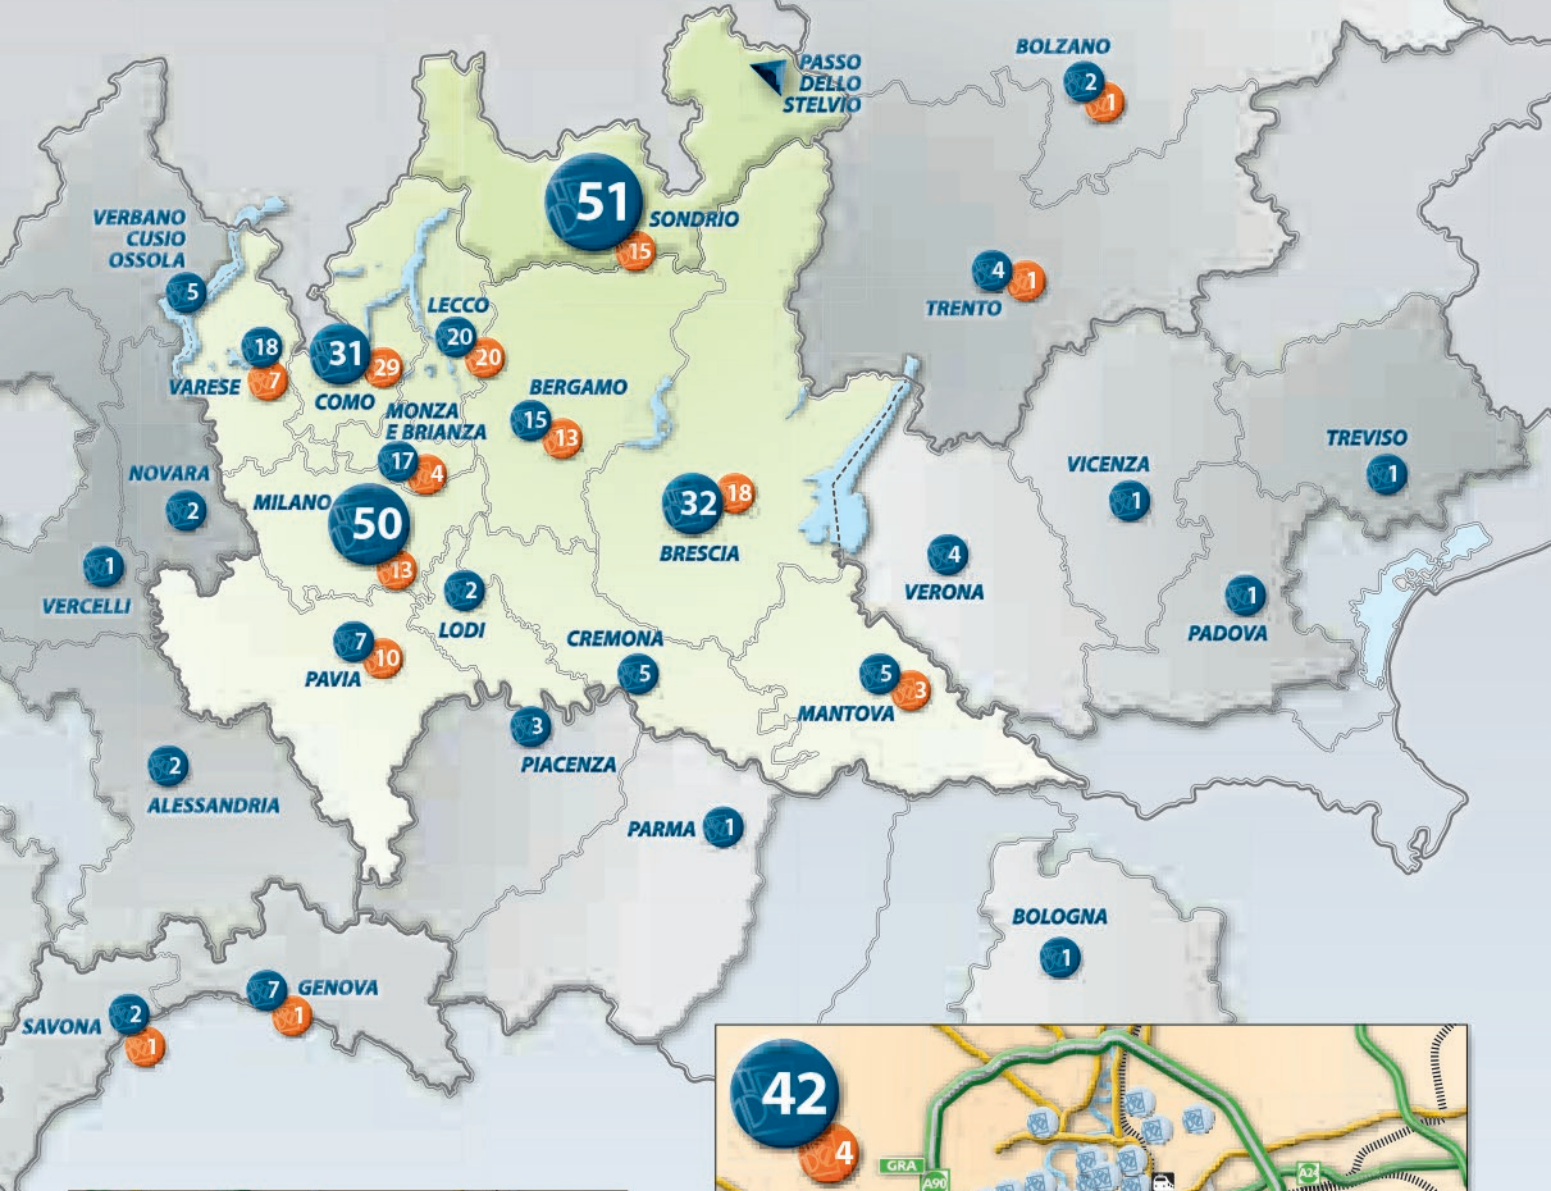 BOLZANO
2
1
PASSO
DELLO
STELVIO
51
SONDRIO
15
VERBANO
CUSIO
OSSOLA
5
4
1
TRENTO
LECCO
20
20
18
7
VARESE
31
29
COMO
BERGAMO
15
13
MONZA
E BRIANZA
17
4
TREVISO
1
VICENZA
1
NOVARA
2
MILANO
50
13
32
18
BRESCIA
4
VERONA
1
VERCELLI
2
LODI
1
PADOVA
7
10
PAVIA
CREMONA
5
5
3
MANTOVA
3
PIACENZA
2
ALESSANDRIA
PARMA
1
BOLOGNA
1
7
GENOVA
1
SAVONA
2
1
42
4
GRA
A90
A24